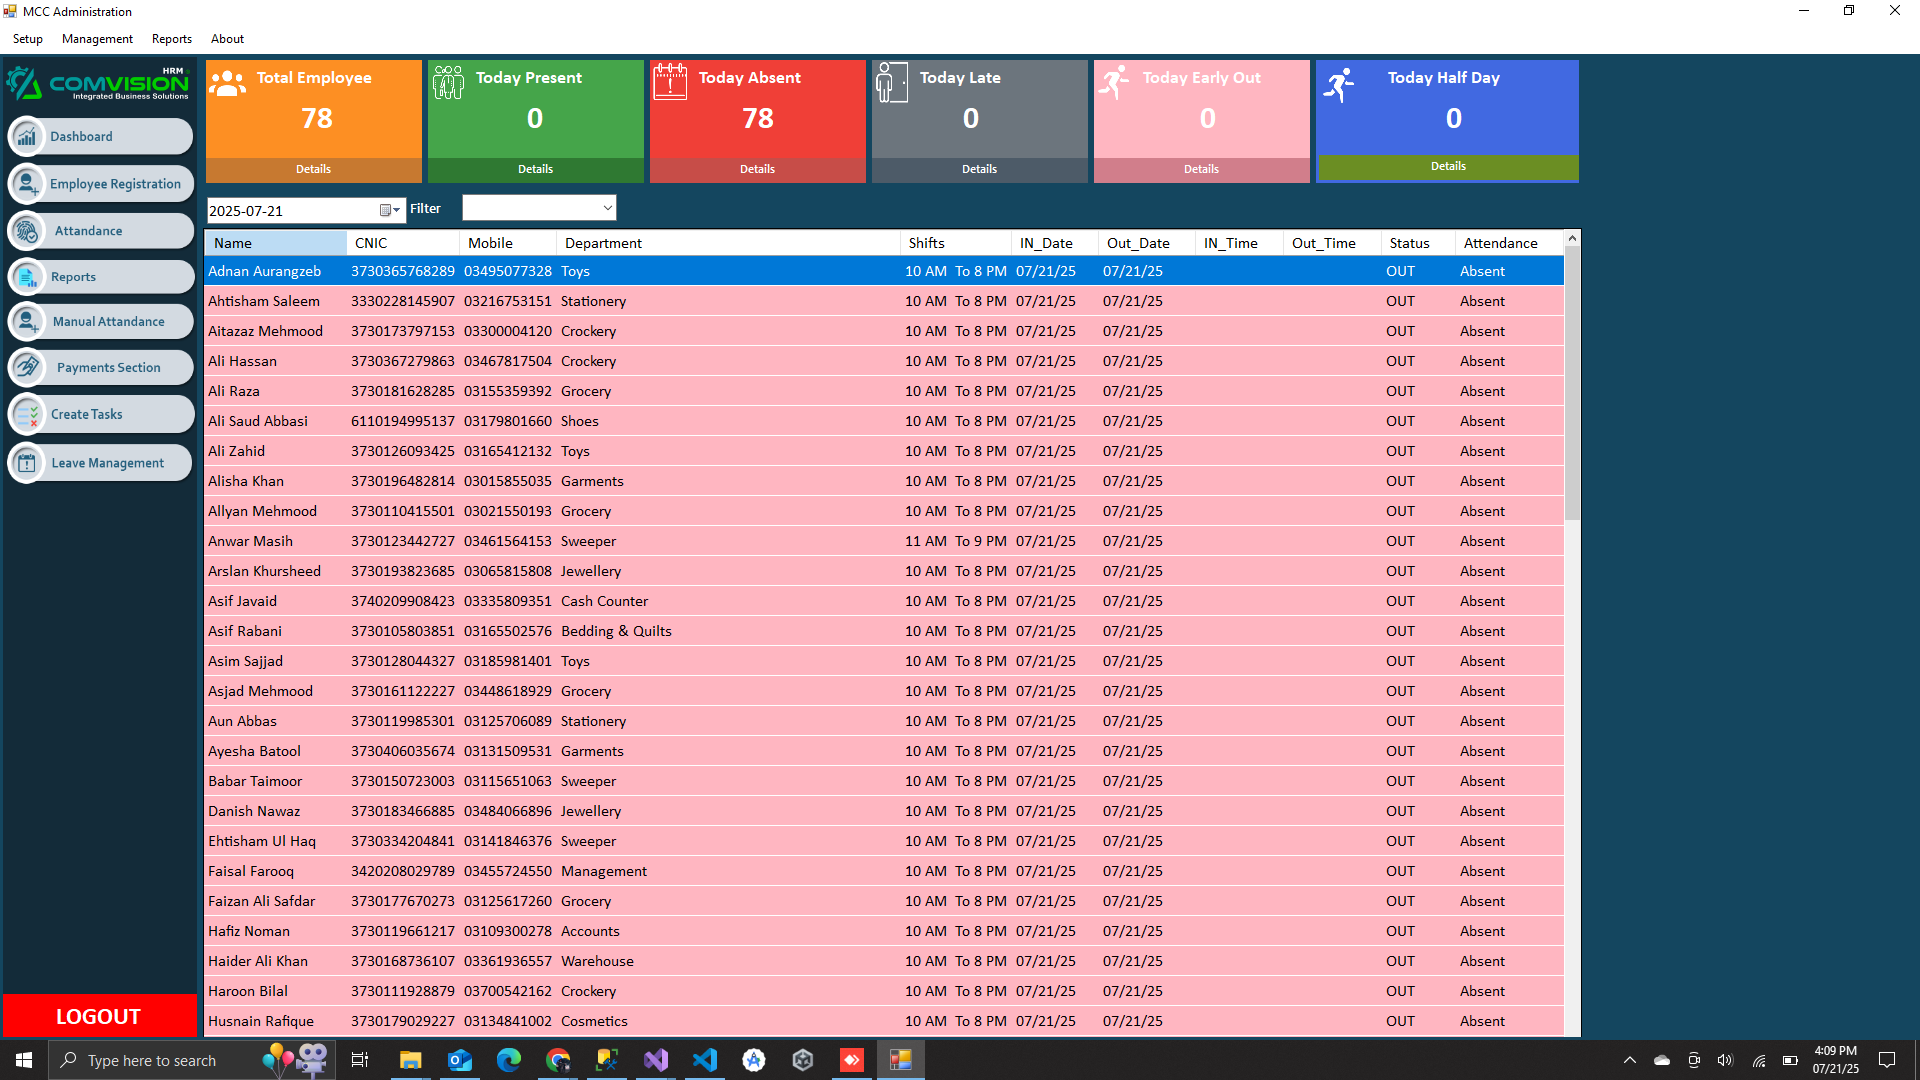 MCC Administration
Setup Management Reports About
HRM
COMVISION
Integrated Business Solutions
Dashboard
Employee Registration
Attandance
Reports
Manual Attandance
Payments Section
Create Tasks
Leave Management
LOGOUT
Total Employee
78
Details
Today Present
0
Details
Today Absent
78
Details
Today Late
0
Details
Today Early Out
0
Details
Today Half Day
0
Details
2025-07-21 Filter
Name CNIC Mobile Department Shifts IN_Date Out_Date IN_Time Out_Time Status Attendance
Adnan Aurangzeb 3730365768289 03495077328 Toys 10 AM To 8 PM 07/21/25 07/21/25 OUT Absent
Ahtisham Saleem 3330228145907 03216753151 Stationery 10 AM To 8 PM 07/21/25 07/21/25 OUT Absent
Aitazaz Mehmood 3730173797153 03300004120 Crockery 10 AM To 8 PM 07/21/25 07/21/25 OUT Absent
Ali Hassan 3730367279863 03467817504 Crockery 10 AM To 8 PM 07/21/25 07/21/25 OUT Absent
Ali Raza 3730181628285 03155359392 Grocery 10 AM To 8 PM 07/21/25 07/21/25 OUT Absent
Ali Saud Abbasi 6110194995137 03179801660 Shoes 10 AM To 8 PM 07/21/25 07/21/25 OUT Absent
Ali Zahid 3730126093425 03165412132 Toys 10 AM To 8 PM 07/21/25 07/21/25 OUT Absent
Alisha Khan 3730196482814 03015855035 Garments 10 AM To 8 PM 07/21/25 07/21/25 OUT Absent
Allyan Mehmood 3730110415501 03021550193 Grocery 10 AM To 8 PM 07/21/25 07/21/25 OUT Absent
Anwar Masih 3730123442727 03461564153 Sweeper 11 AM To 9 PM 07/21/25 07/21/25 OUT Absent
Arslan Khursheed 3730193823685 03065815808 Jewellery 10 AM To 8 PM 07/21/25 07/21/25 OUT Absent
Asif Javaid 3740209908423 03335809351 Cash Counter 10 AM To 8 PM 07/21/25 07/21/25 OUT Absent
Asif Rabani 3730105803851 03165502576 Bedding & Quilts 10 AM To 8 PM 07/21/25 07/21/25 OUT Absent
Asim Sajjad 3730128044327 03185981401 Toys 10 AM To 8 PM 07/21/25 07/21/25 OUT Absent
Asjad Mehmood 3730161122227 03448618929 Grocery 10 AM To 8 PM 07/21/25 07/21/25 OUT Absent
Aun Abbas 3730119985301 03125706089 Stationery 10 AM To 8 PM 07/21/25 07/21/25 OUT Absent
Ayesha Batool 3730406035674 03131509531 Garments 10 AM To 8 PM 07/21/25 07/21/25 OUT Absent
Babar Taimoor 3730150723003 03115651063 Sweeper 10 AM To 8 PM 07/21/25 07/21/25 OUT Absent
Danish Nawaz 3730183466885 03484066896 Jewellery 10 AM To 8 PM 07/21/25 07/21/25 OUT Absent
Ehtisham Ul Haq 3730334204841 03141846376 Sweeper 10 AM To 8 PM 07/21/25 07/21/25 OUT Absent
Faisal Farooq 3420208029789 03455724550 Management 10 AM To 8 PM 07/21/25 07/21/25 OUT Absent
Faizan Ali Safdar 3730177670273 03125617260 Grocery 10 AM To 8 PM 07/21/25 07/21/25 OUT Absent
Hafiz Noman 3730119661217 03109300278 Accounts 10 AM To 8 PM 07/21/25 07/21/25 OUT Absent
Haider Ali Khan 3730168736107 03361936557 Warehouse 10 AM To 8 PM 07/21/25 07/21/25 OUT Absent
Haroon Bilal 3730111928879 03700542162 Crockery 10 AM To 8 PM 07/21/25 07/21/25 OUT Absent
Husnain Rafique 3730179029227 03134841002 Cosmetics 10 AM To 8 PM 07/21/25 07/21/25 OUT Absent
Type here to search
4:09 PM
07/21/25